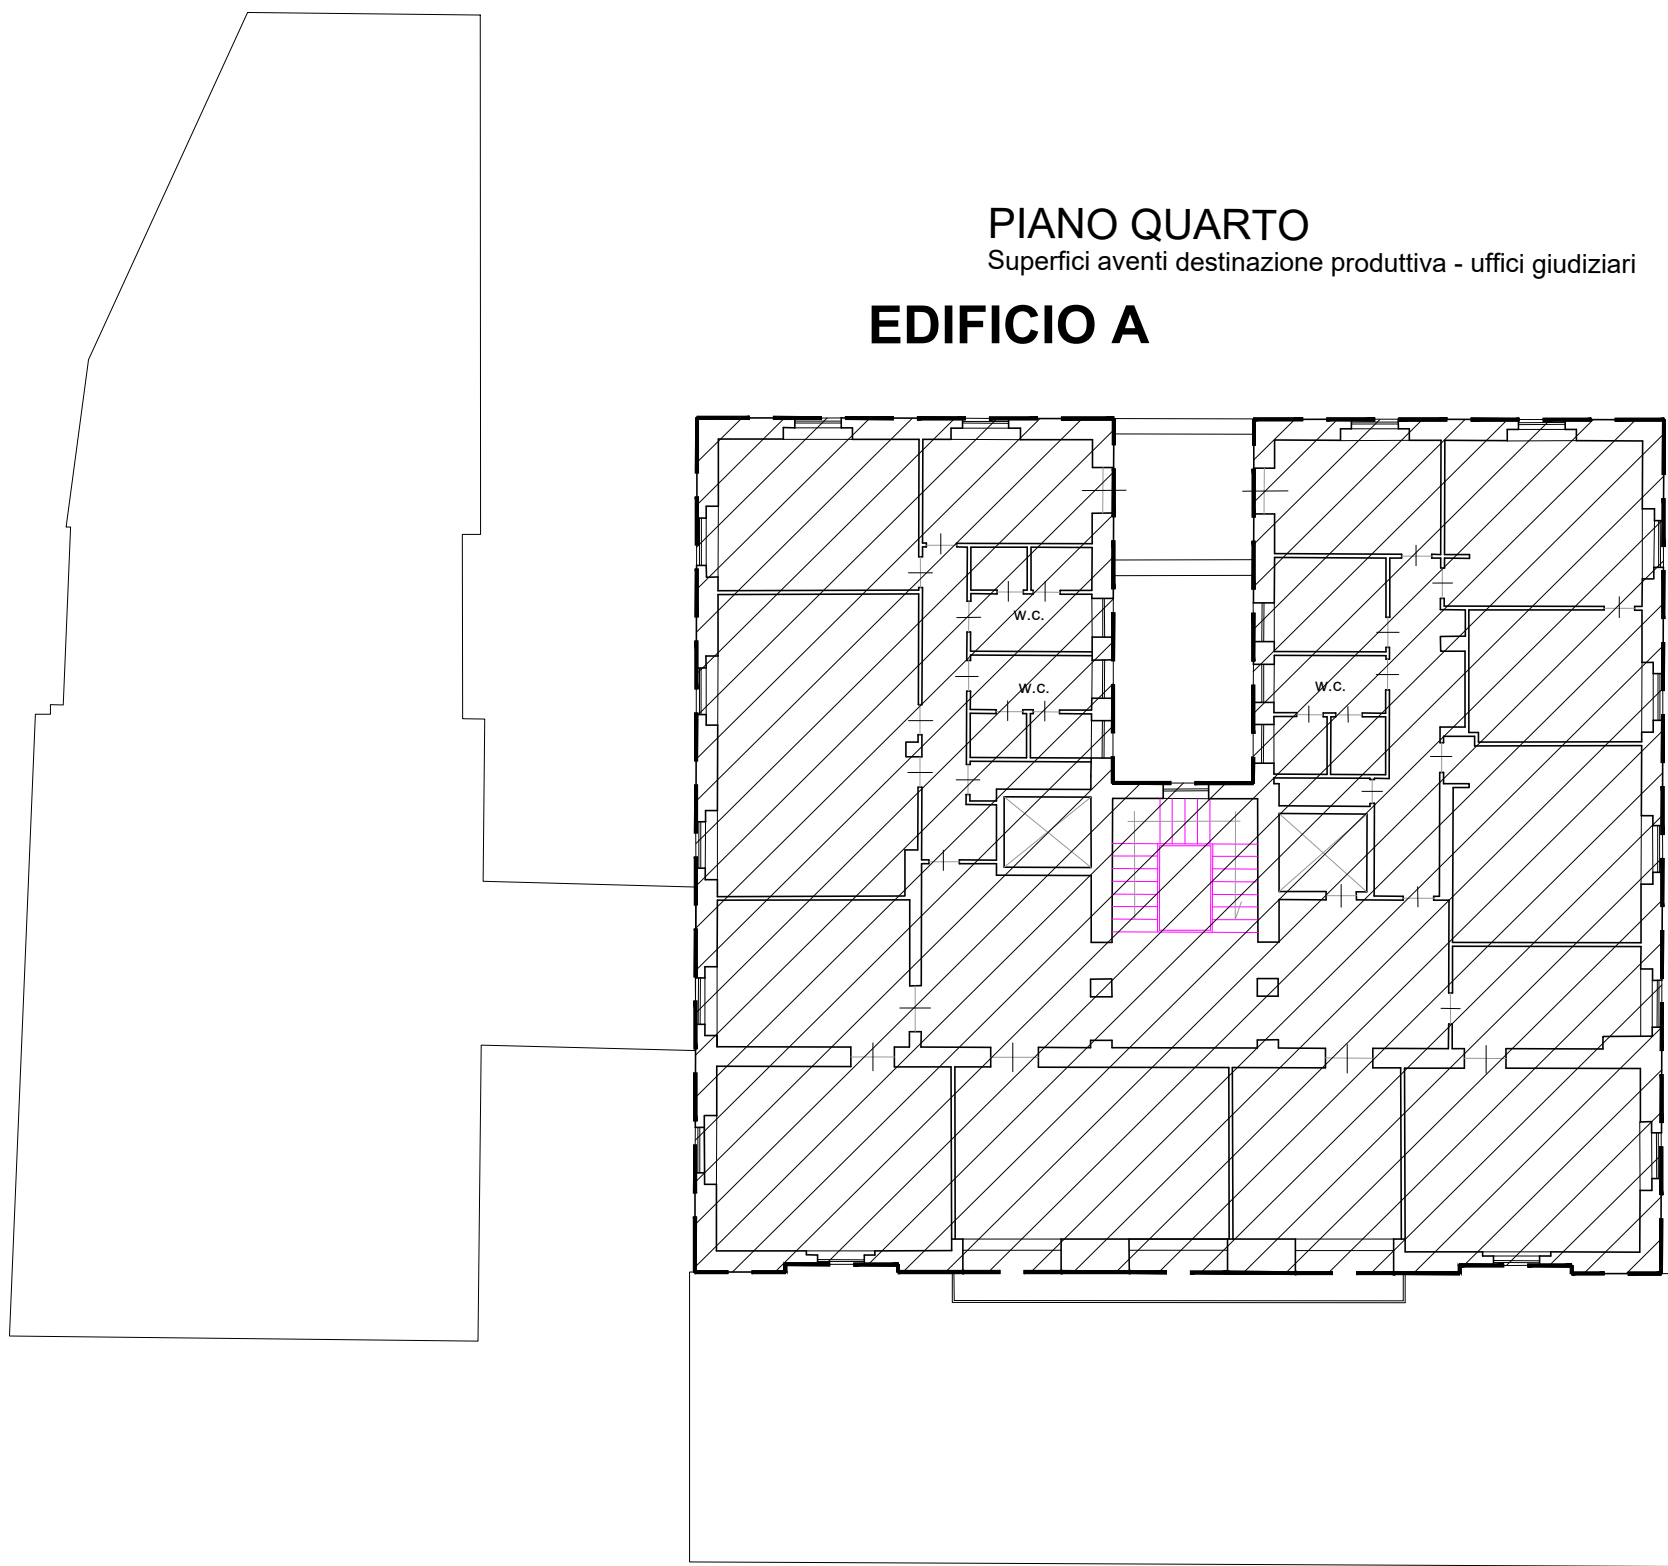 PIANO QUARTO
Superfici aventi destinazione produttiva - uffici giudiziari
EDIFICIO A
w.c.
w.c.
w.c.